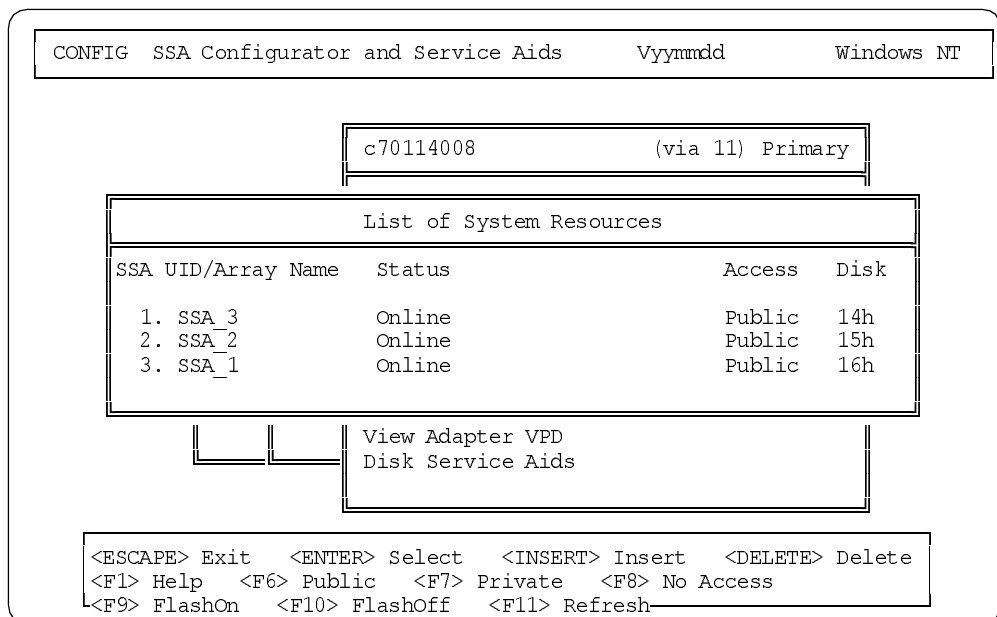 CONFIG SSA Configurator and Service Aids Vyymmdd Windows NT
c70114008 (via 11) Primary
List of System Resources
SSA UID/Array Name Status Access Disk
1. SSA_3 Online Public 14h
2. SSA_2 Online Public 15h
3. SSA_1 Online Public 16h
View Adapter VPD
Disk Service Aids
<ESCAPE> Exit <ENTER> Select <INSERT> Insert <DELETE> Delete
<F1> Help <F6> Public <F7> Private <F8> No Access
<F9> FlashOn <F10> FlashOff <F11> Refresh